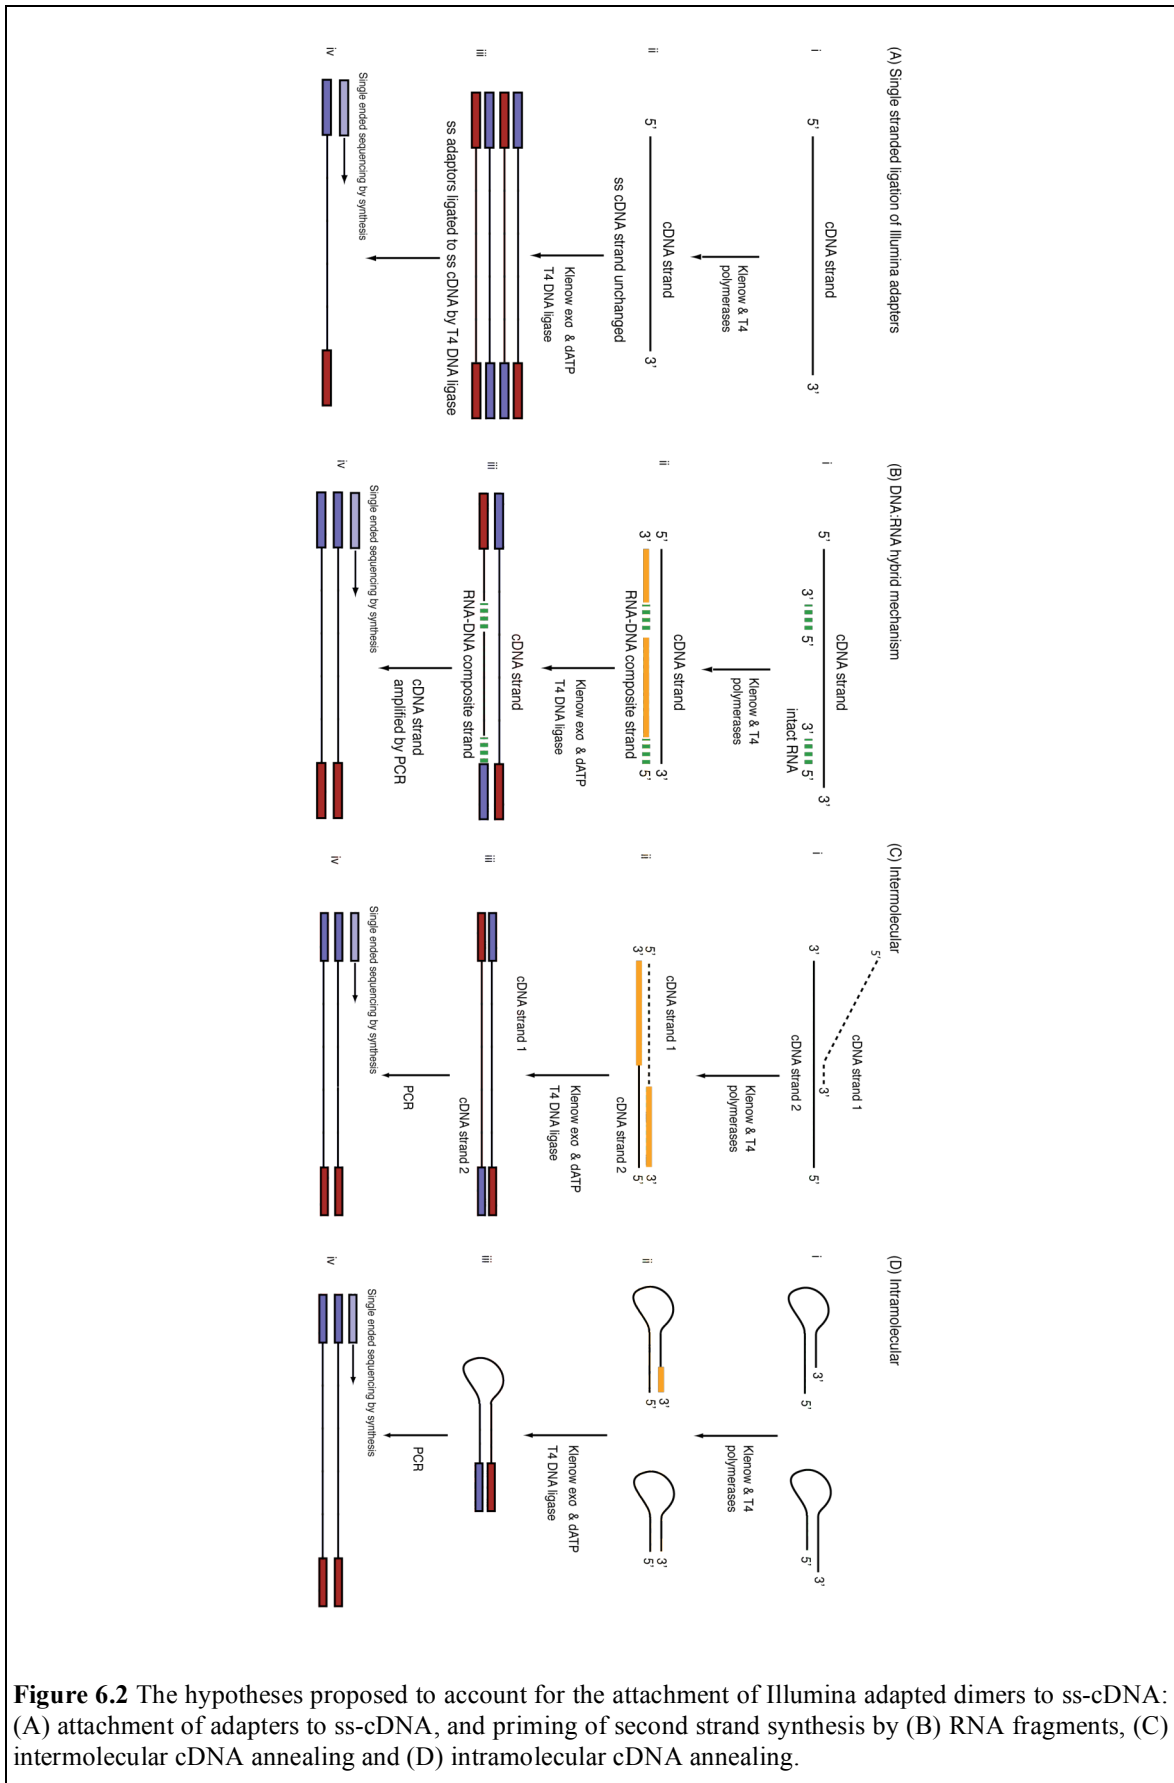 (A) Single stranded ligation of Illumina adapters
i
5'
cDNA strand
3'
Klenow & T4
polymerases
ii
5'
cDNA strand
3'
ss cDNA strand unchanged
Klenow exo & dATP
T4 DNA ligase
iii
ss adaptors ligated to ss cDNA by T4 DNA ligase
iv
Single ended sequencing by synthesis
(B) DNA:RNA hybrid mechanism
i
5'
cDNA strand
3'
3' 5'
3' 5'
intact RNA
Klenow & T4
polymerases
ii
5'
cDNA strand
3'
3'
5'
RNA-DNA composite strand
Klenow exo & dATP
T4 DNA ligase
iii
cDNA strand
RNA-DNA composite strand
cDNA strand
amplified by PCR
iv
Single ended sequencing by synthesis
(C) Intermolecular
i
5'
cDNA strand 1
3'
3'
cDNA strand 2
5'
Klenow & T4
polymerases
ii
cDNA strand 1
5'
3'
3'
5'
cDNA strand 2
Klenow exo & dATP
T4 DNA ligase
iii
cDNA strand 1
cDNA strand 2
PCR
iv
Single ended sequencing by synthesis
(D) Intramolecular
i
3'
5'
5'
3'
Klenow & T4
polymerases
ii
3'
5'
3'
5'
Klenow exo & dATP
T4 DNA ligase
iii
PCR
iv
Single ended sequencing by synthesis
Figure 6.2 The hypotheses proposed to account for the attachment of Illumina adapted dimers to ss-cDNA:
(A) attachment of adapters to ss-cDNA, and priming of second strand synthesis by (B) RNA fragments, (C)
intermolecular cDNA annealing and (D) intramolecular cDNA annealing.